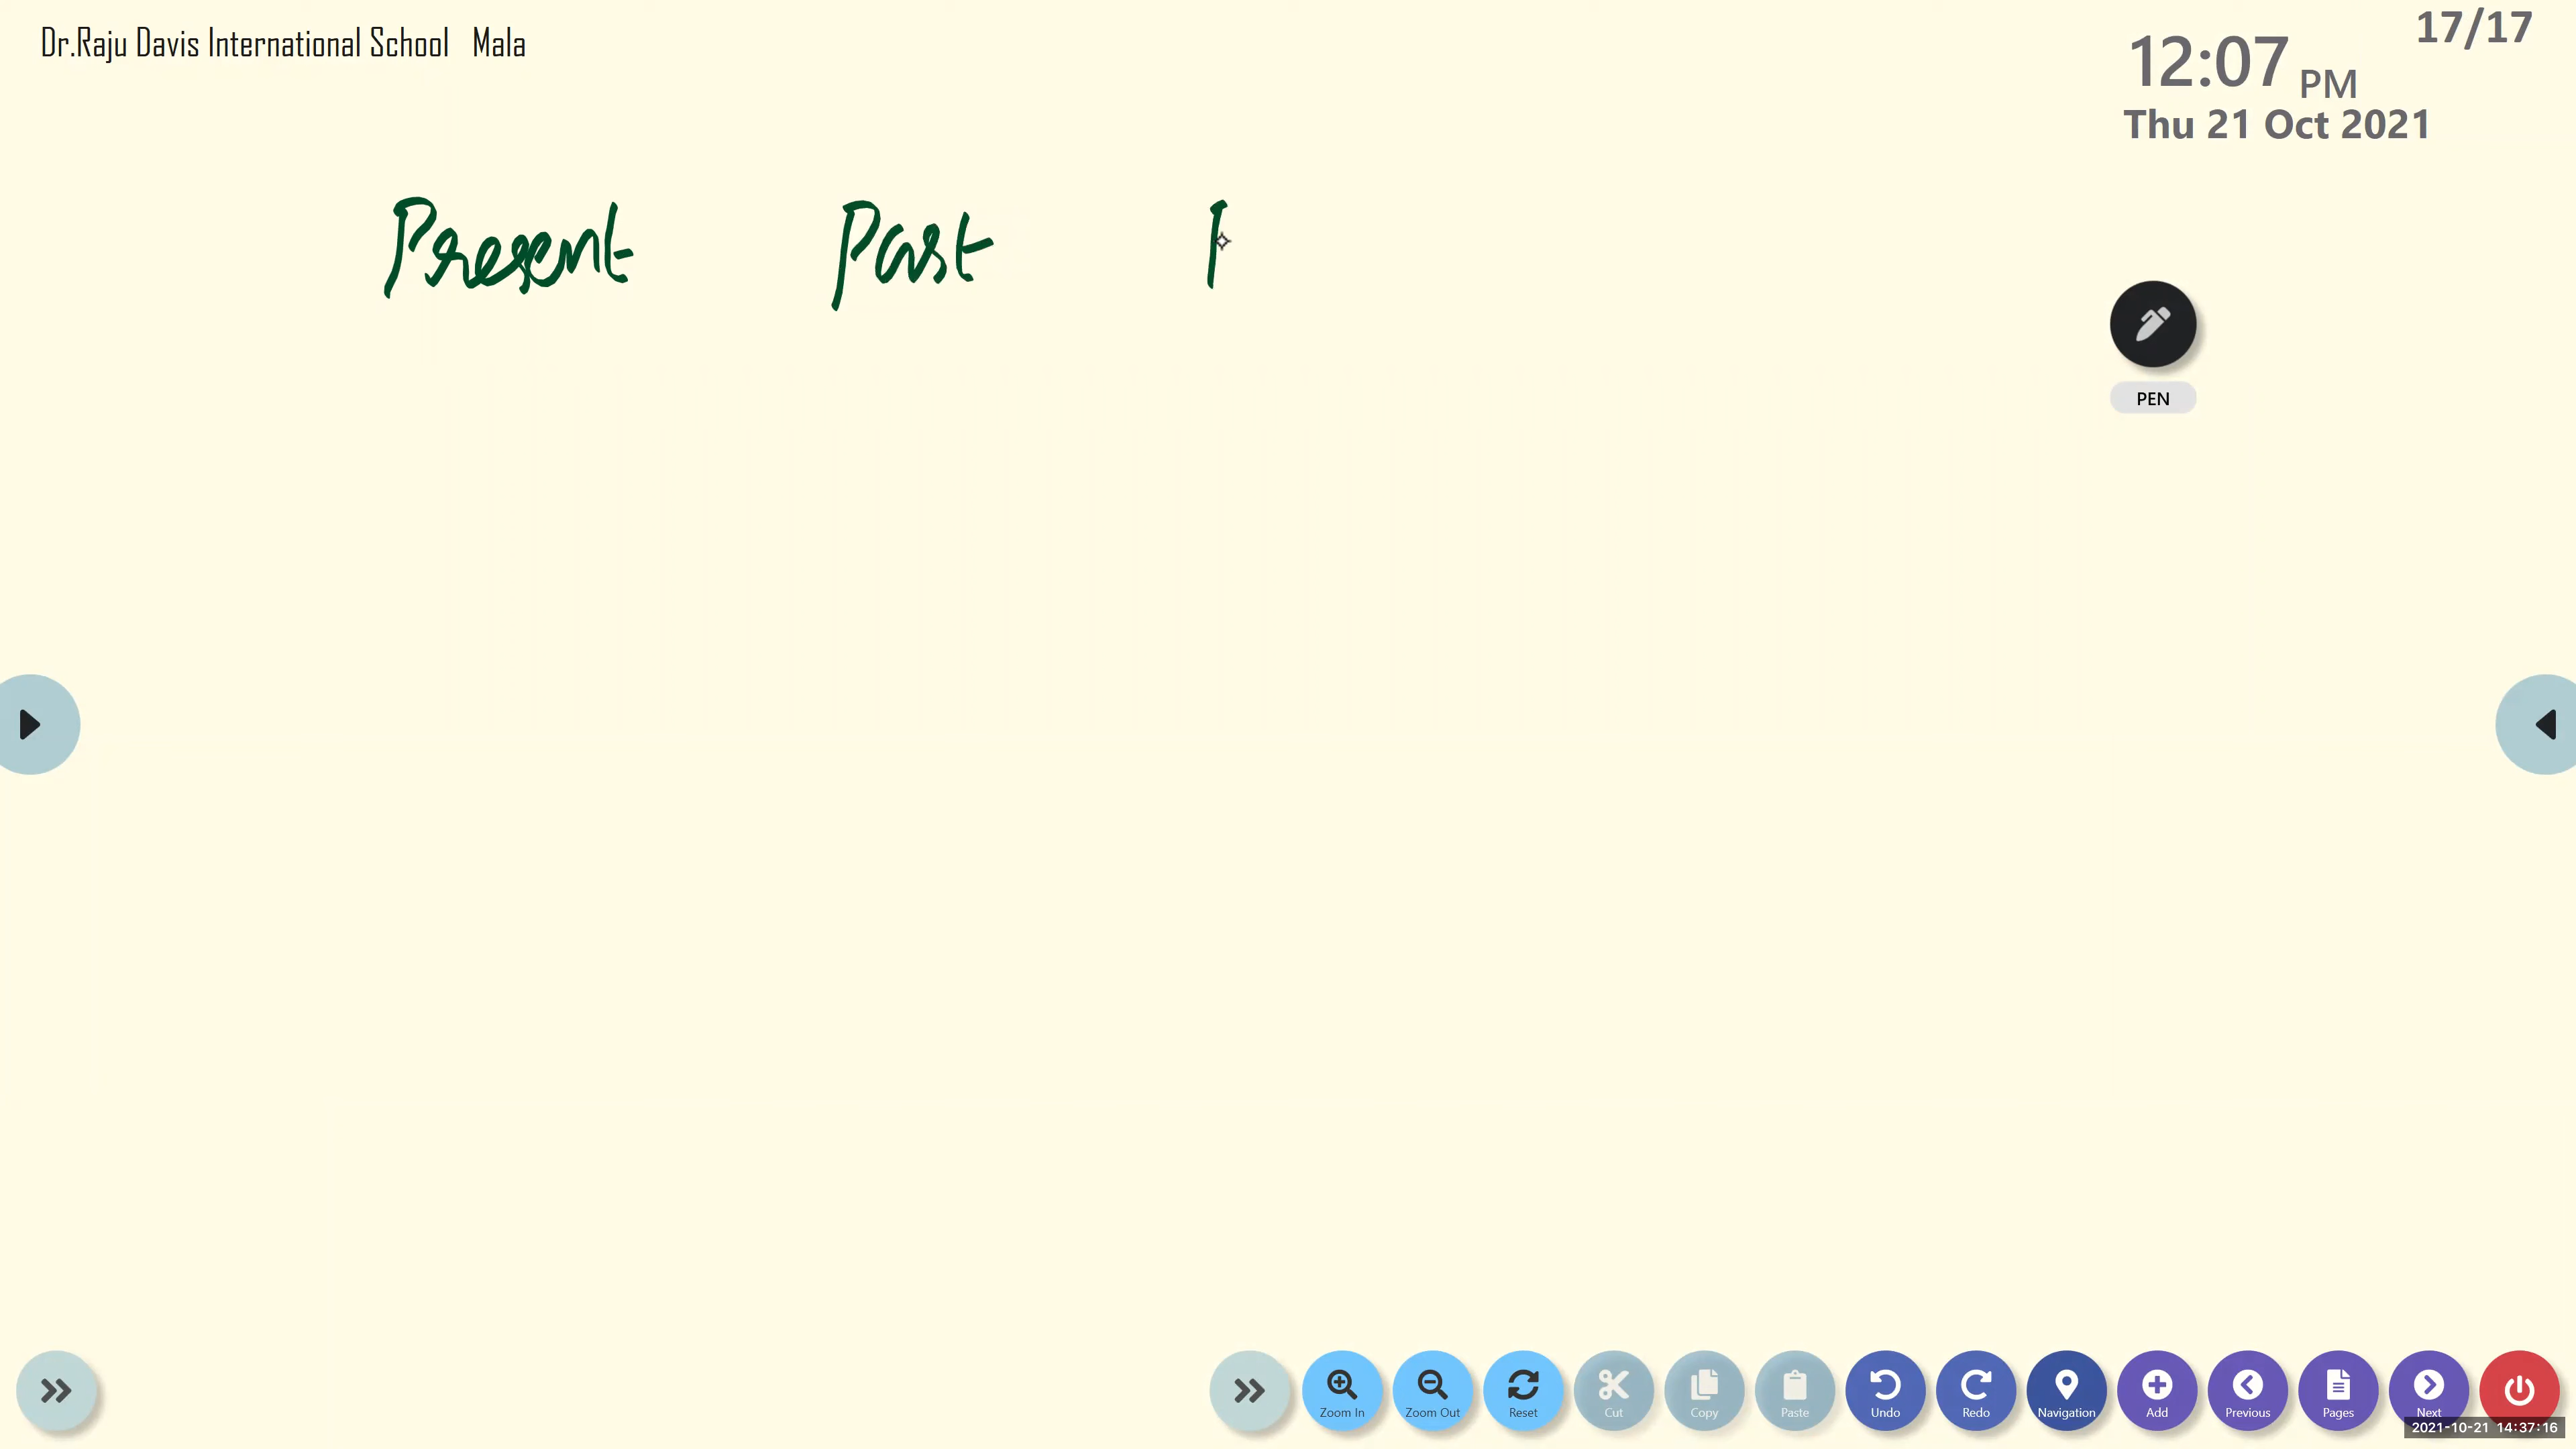 Dr.Raju Davis International School Mala
17/17
12:07 PM
Thu 21 Oct 2021
Present Past
PEN
Zoom In Zoom Out Reset Cut Copy Paste Undo Redo Navigation Add Previous Pages Next
2021-10-21 14:37:16